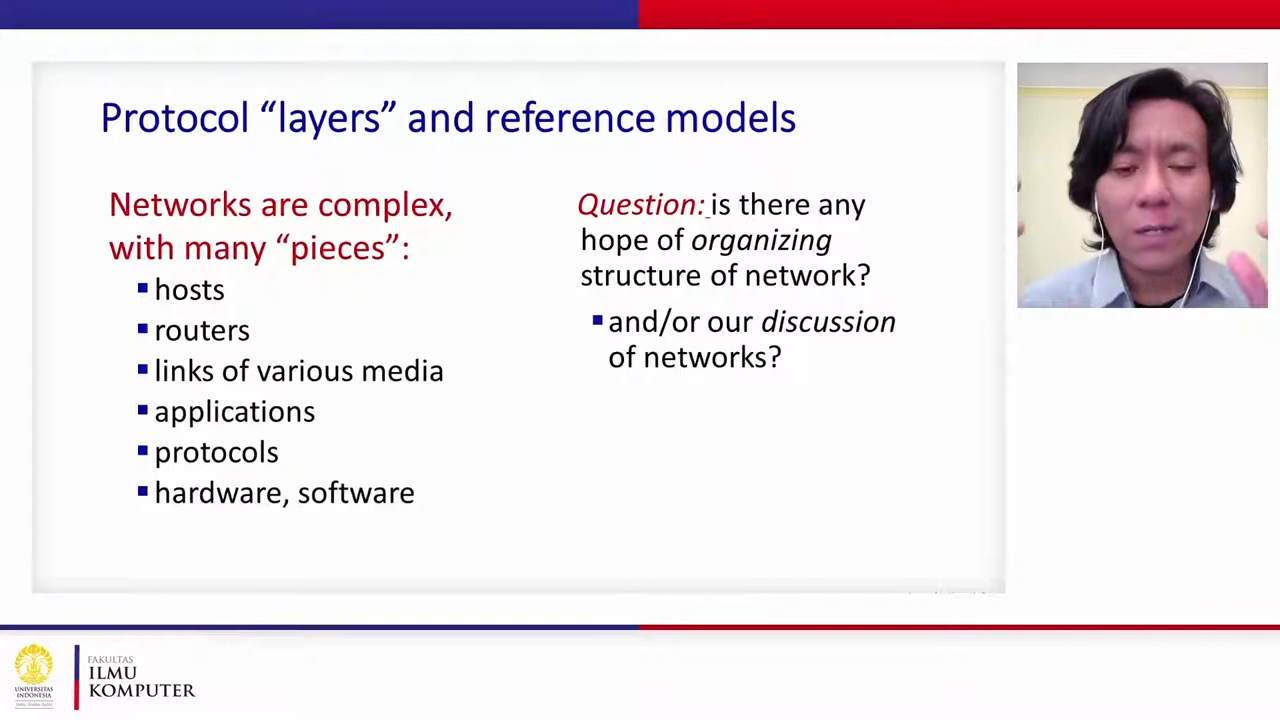 Protocol “layers” and reference models
Networks are complex,
with many “pieces”:
▪ hosts
▪ routers
▪ links of various media
▪ applications
▪ protocols
▪ hardware, software
Question: is there any
hope of organizing
structure of network?
▪ and/or our discussion
of networks?
UNIVERSITAS
INDONESIA
FAKULTAS
ILMU
KOMPUTER